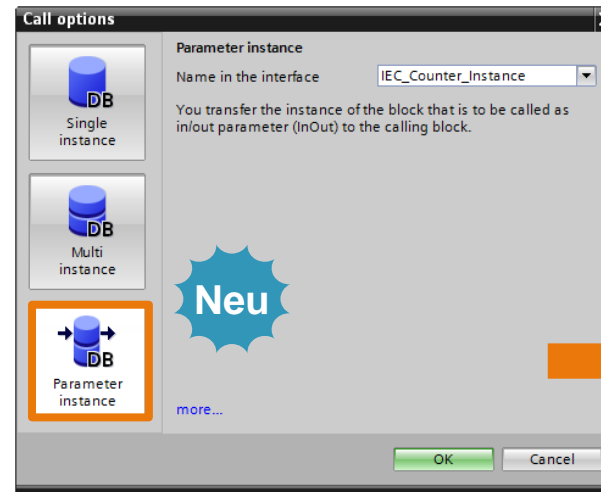 Call options
DB
Single
instance
DB
Multi
instance
DB
Parameter
instance
Parameter instance
Name in the interface IEC_Counter_Instance
You transfer the instance of the block that is to be called as
in/out parameter (InOut) to the calling block.
Neu
more...
OK Cancel